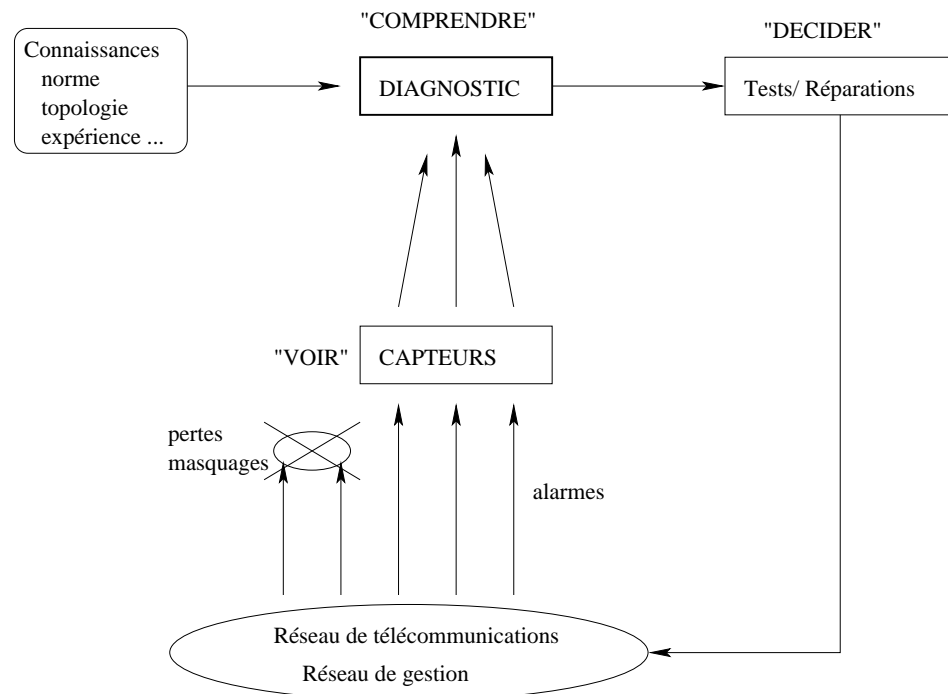 "COMPRENDRE"
"DECIDER"
Connaissances
norme
topologie
expérience ...
DIAGNOSTIC
Tests/ Réparations
"VOIR"
CAPTEURS
pertes
masquages
alarmes
Réseau de télécommunications
Réseau de gestion